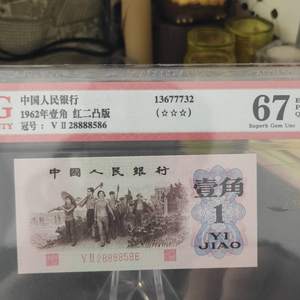 G
中国人民银行
1962年壹角 红二凸版
冠号：V Ⅱ 28888586
13677732
(☆☆☆)
67
Superb Gem Unc
中国人民银行
壹角
1
YI
JIAO
V Ⅱ 28888586